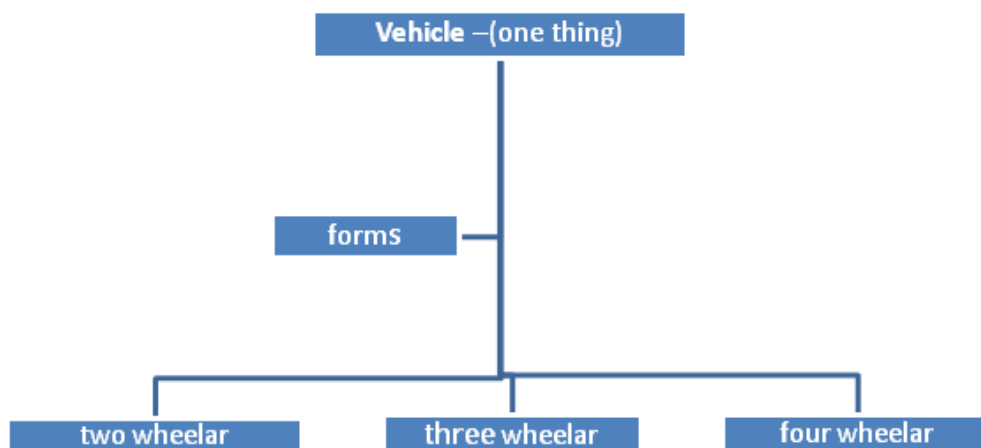 Vehicle –(one thing)
forms
two wheelar
three wheelar
four wheelar